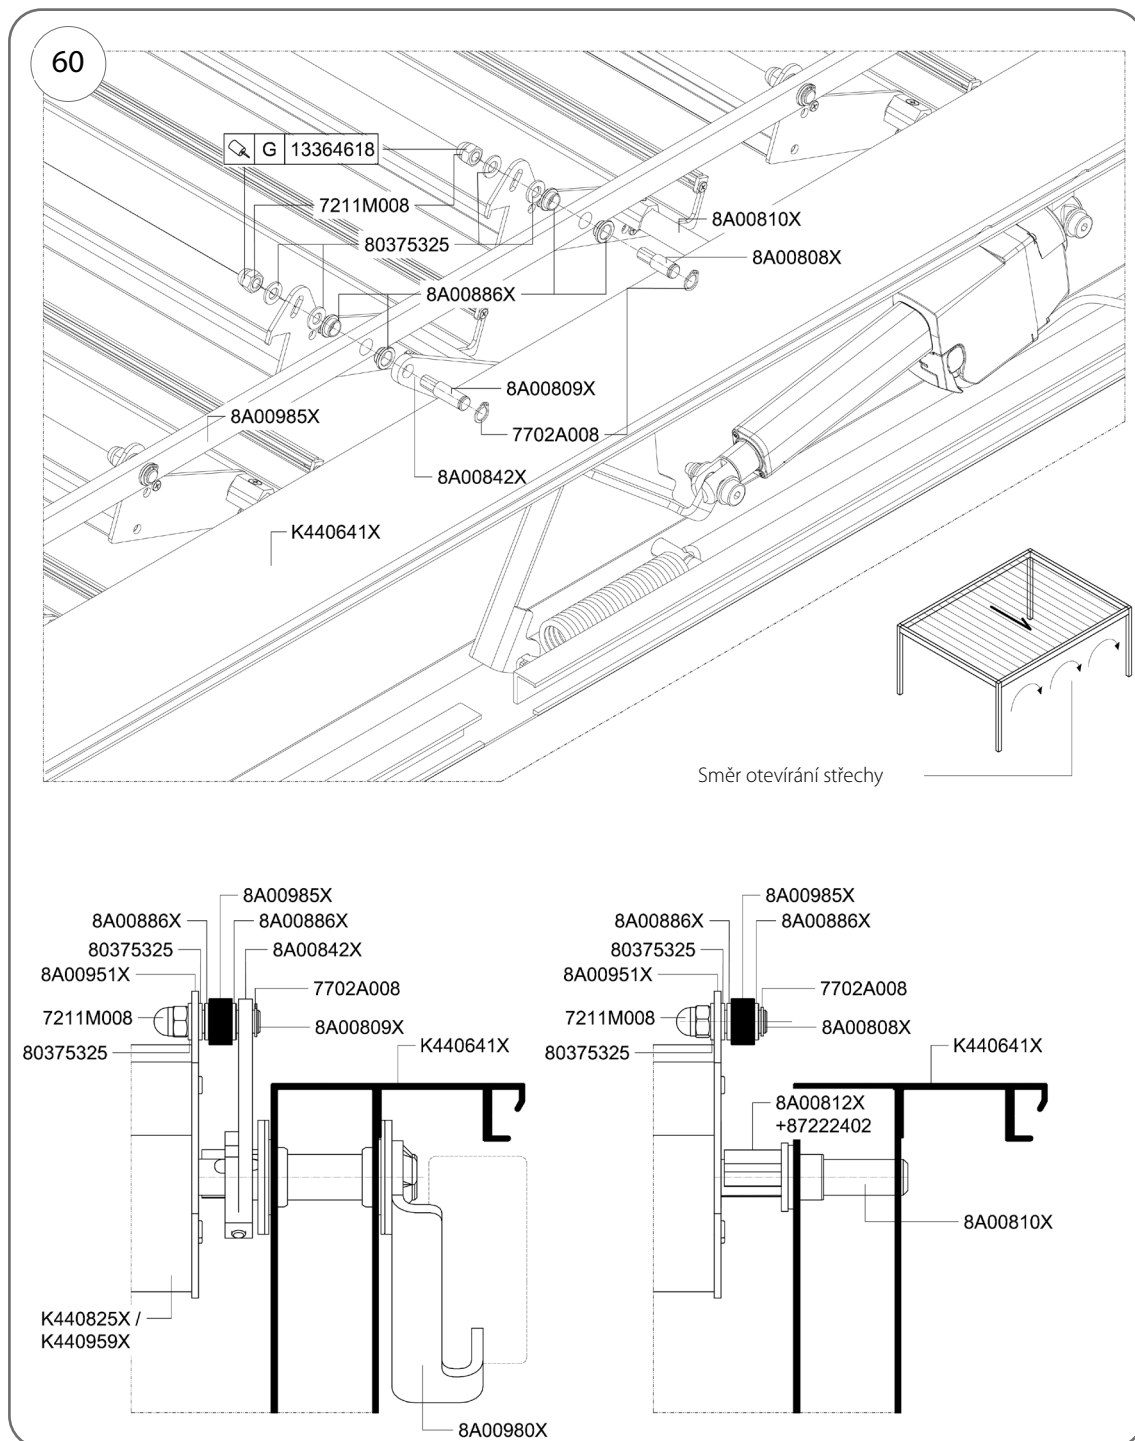 60
G 13364618
7211M008
80375325
8A00886X
8A00810X
8A00808X
8A00809X
8A00985X
7702A008
8A00842X
K440641X
Směr otevírání střechy
8A00985X
8A00886X
8A00886X
80375325
8A00842X
8A00951X
7702A008
7211M008
8A00809X
80375325
K440641X
K440825X /
K440959X
8A00980X
8A00985X
8A00886X
8A00886X
80375325
8A00951X
7702A008
7211M008
8A00808X
80375325
K440641X
8A00812X
+87222402
8A00810X